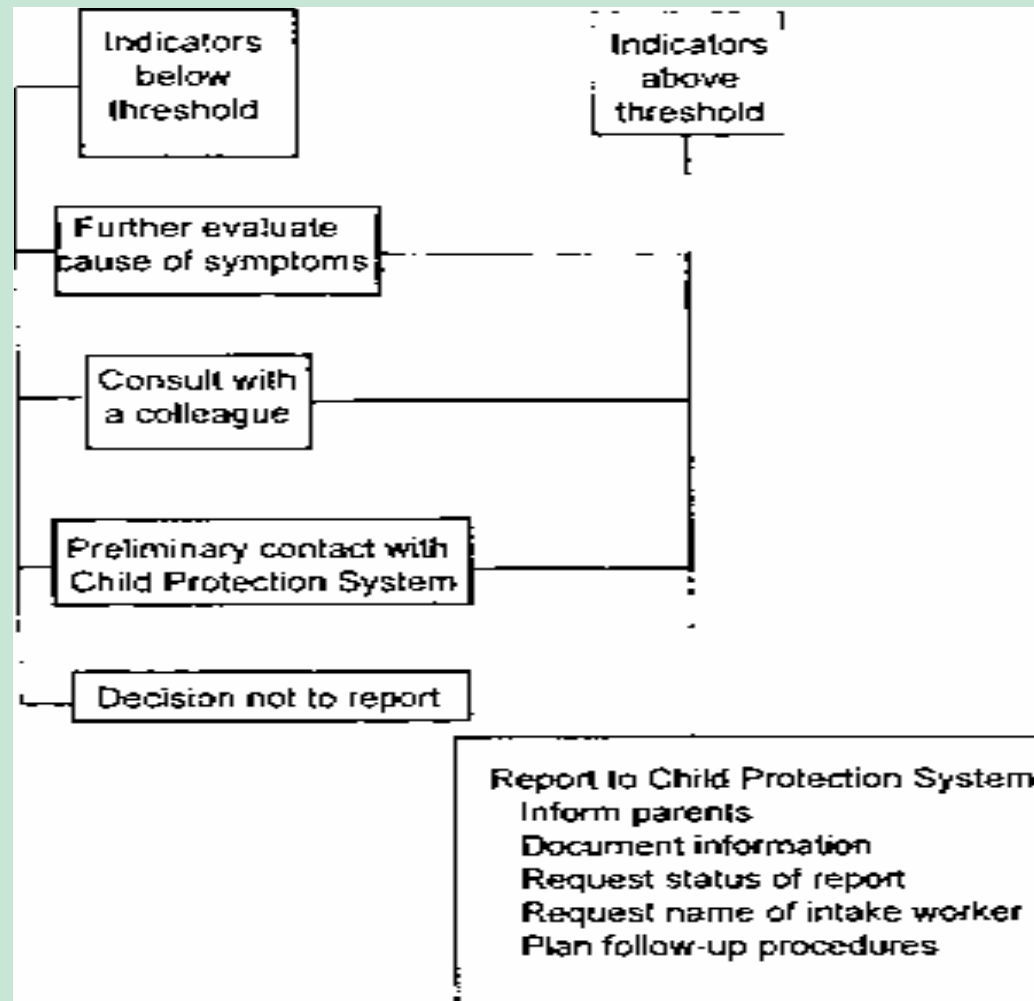 Indicators
below
threshold
Indicators
above
threshold
Further evaluate
cause of symptoms
Consult with
a colleague
Preliminary contact with
Child Protection System
Decision not to report
Report to Child Protection System
Inform parents
Document information
Request status of report
Request name of intake worker
Plan follow-up procedures